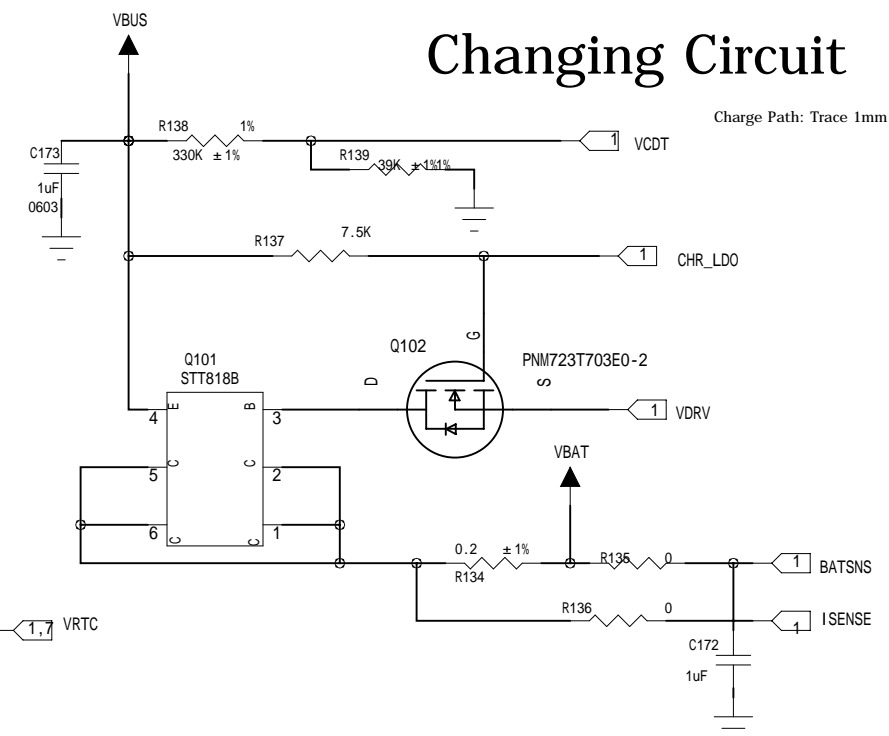 VBUS
Changing Circuit
Charge Path: Trace 1mm
R138 1%
330K ±1%
1 VCDT
C173
1uF
0603
R139
39K ±1%1%
R137
7.5K
1 CHR_LDO
Q101
STT818B
Q102
G
PNM723T703E0-2
D
S
E B
4 3
1 VDRV
VBAT
C C
5 2
6 1
C C
0.2 ±1%
R134
R135 0
1 BATSNS
R136 0
1 ISENSE
1,7 VRTC
C172
1uF